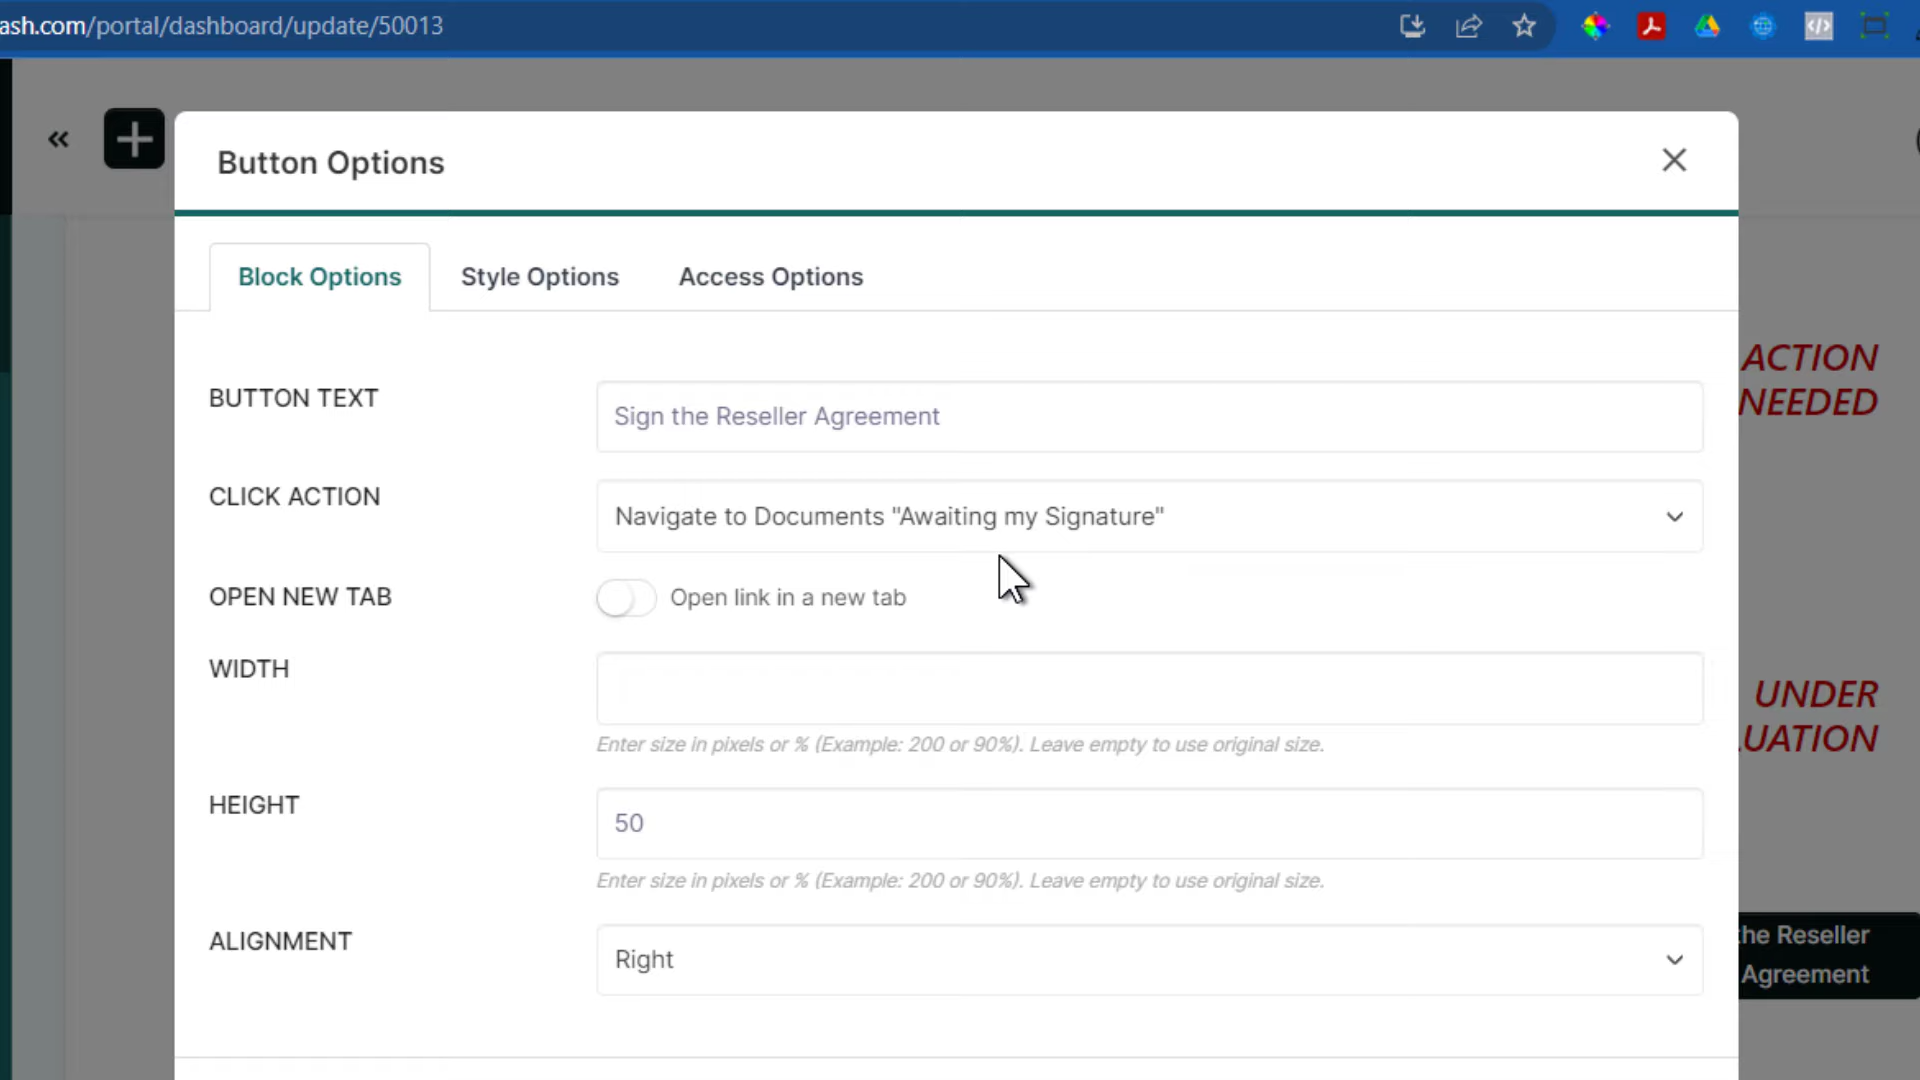 ash.com/portal/dashboard/update/50013
Button Options
Block Options
Style Options
Access Options
BUTTON TEXT
Sign the Reseller Agreement
CLICK ACTION
Navigate to Documents "Awaiting my Signature"
OPEN NEW TAB
Open link in a new tab
WIDTH
Enter size in pixels or % (Example: 200 or 90%). Leave empty to use original size.
HEIGHT
50
Enter size in pixels or % (Example: 200 or 90%). Leave empty to use original size.
ALIGNMENT
Right
ACTION
NEEDED
UNDER
LUATION
the Reseller
Agreement